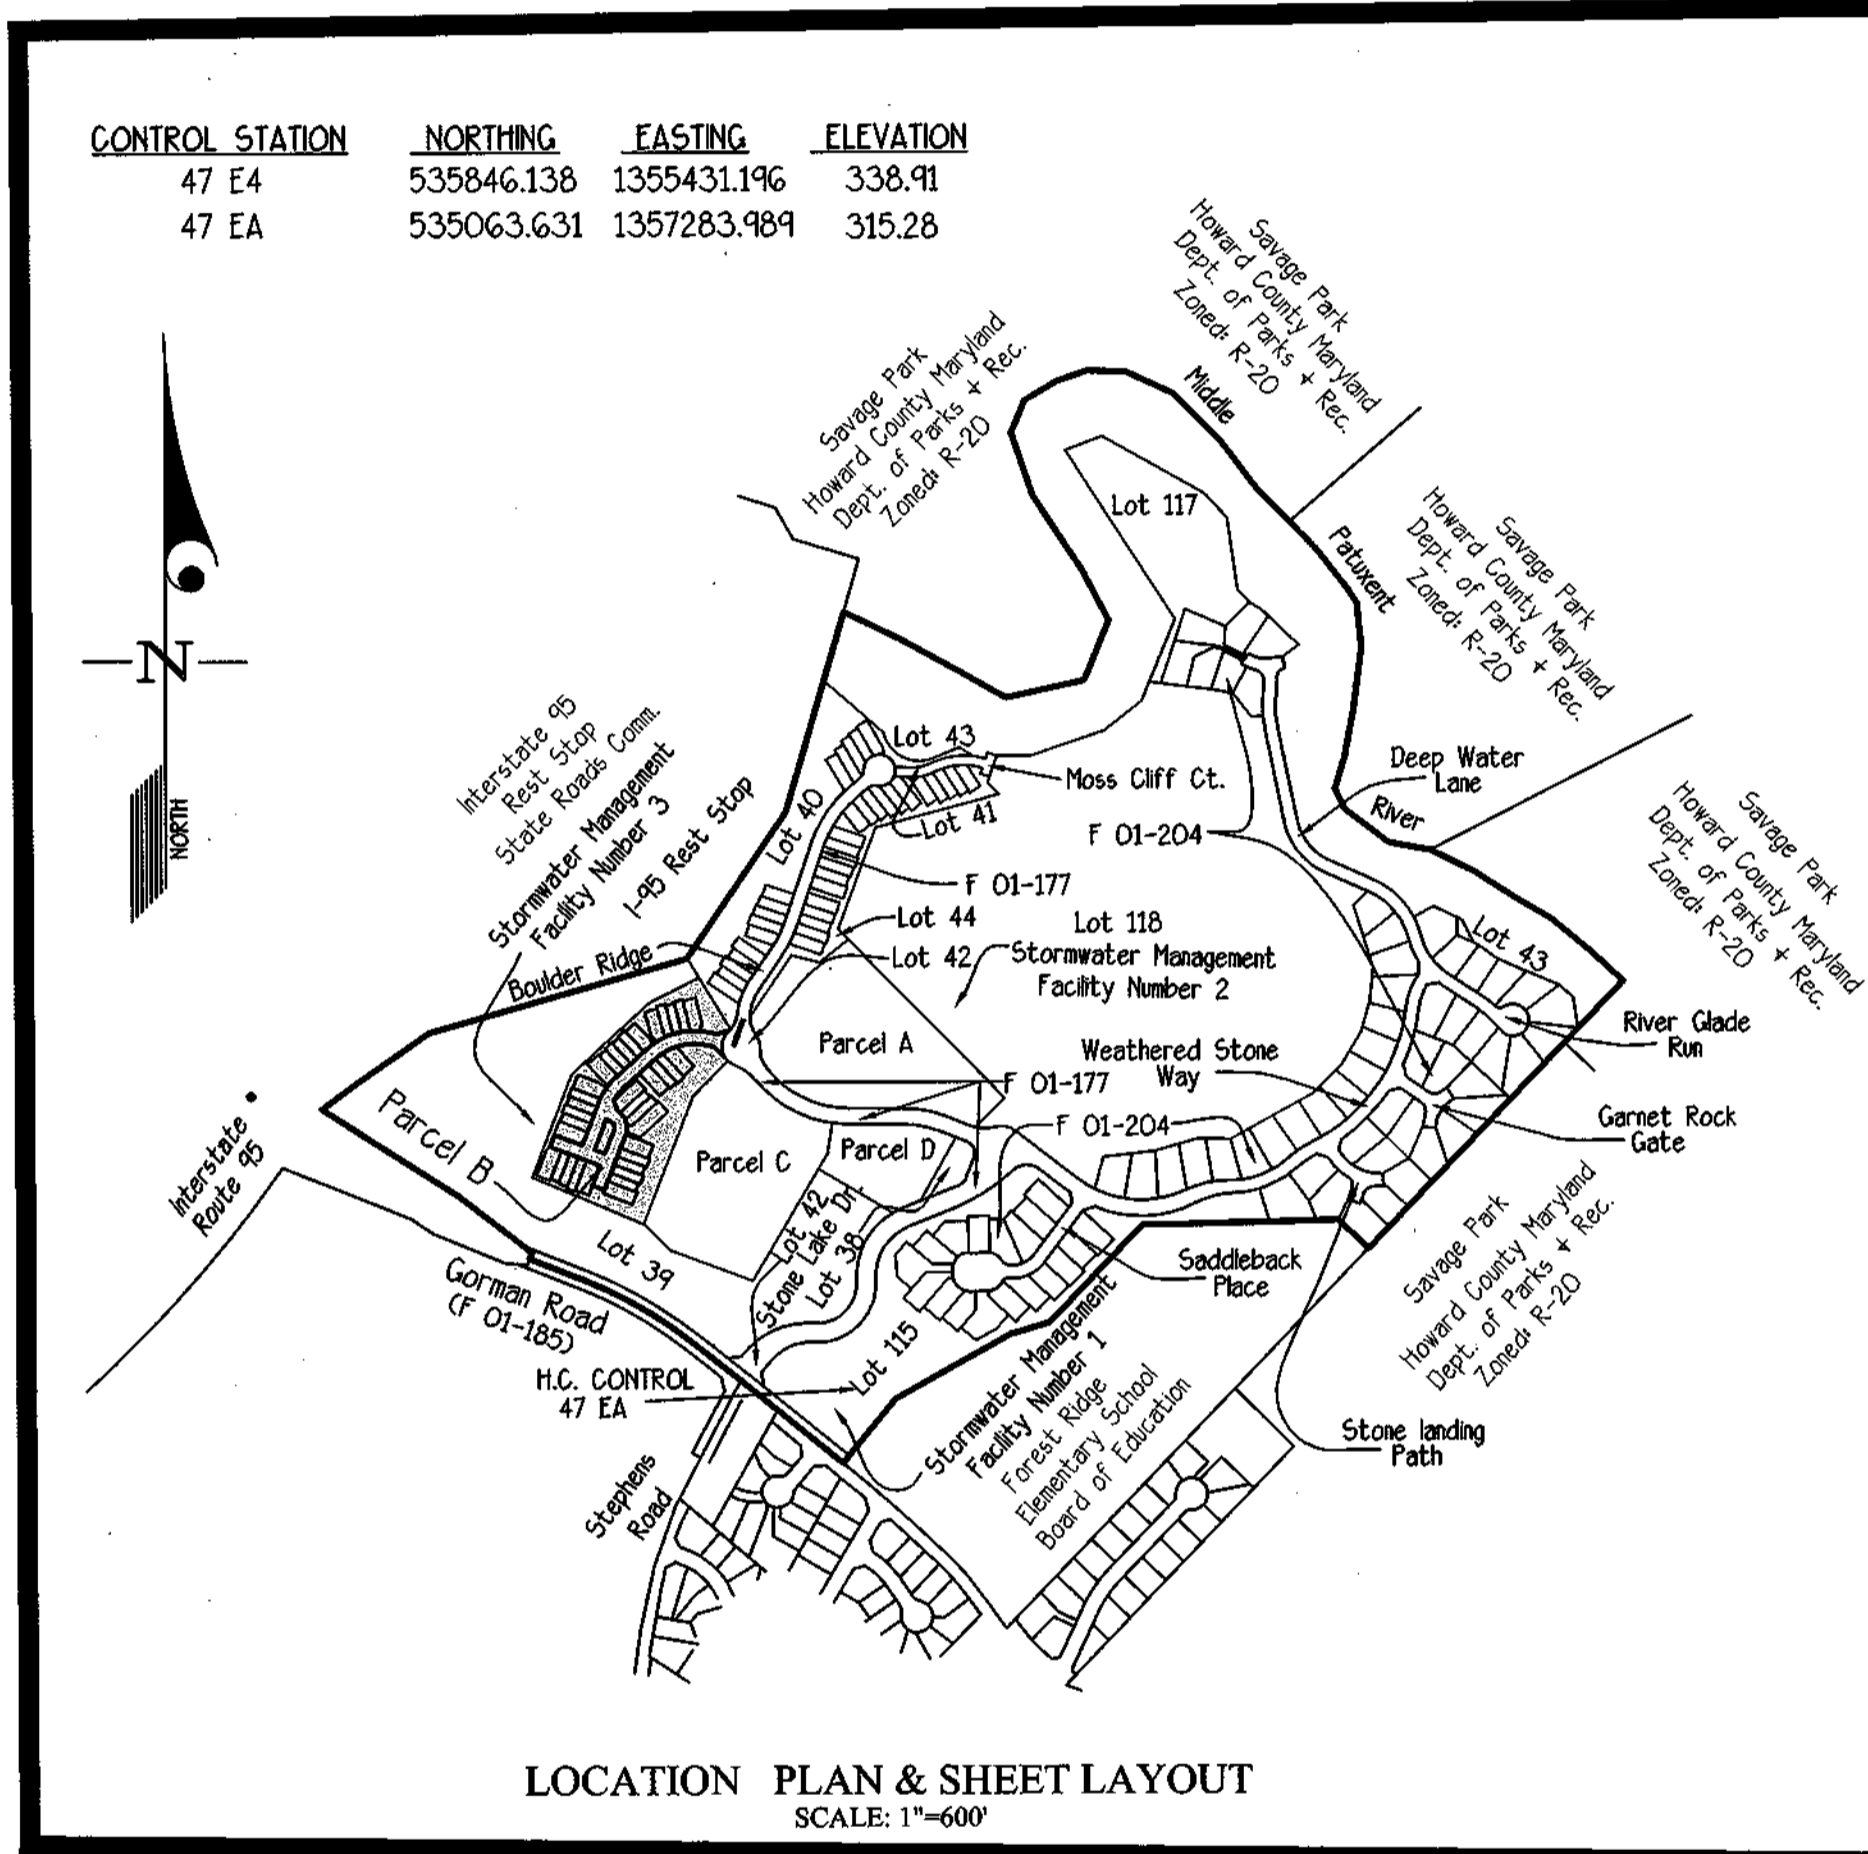 CONTROL STATION NORTHING EASTING ELEVATION
47 E4 535846.138 1355431.196 338.91
47 EA 535063.631 1357283.989 315.28
Savage Park
Howard County Maryland
Dept. of Parks + Rec.
Zoned: R-20
Savage Park
Howard County Maryland
Dept. of Parks + Rec.
Zoned: R-20
Middle
Patuxent
River
Savage Park
Howard County Maryland
Dept. of Parks + Rec.
Zoned: R-20
Savage Park
Howard County Maryland
Dept. of Parks + Rec.
Zoned: R-20
Savage Park
Howard County Maryland
Dept. of Parks + Rec.
Zoned: R-20
N
NORTH
Lot 117
Interstate 95
Rest Stop
State Roads Comm.
Stormwater Management
Facility Number 3
I-95 Rest Stop
Lot 40
Lot 43
Moss Cliff Ct.
Lot 41
F 01-204
Deep Water
Lane
F 01-177
Lot 44
Lot 42
Lot 118
Stormwater Management
Facility Number 2
Lot 43
Boulder Ridge
Parcel A
Weathered Stone
Way
River Glade
Run
F 01-177
F 01-204
Garnet Rock
Gate
Interstate
Route 95
Parcel B
Parcel C
Parcel D
Lot 42
Stone Lake Dr.
Lot 38
Lot 39
Gorman Road
(F 01-185)
Saddleback
Place
Lot 115
H.C. CONTROL
47 EA
Stormwater Management
Facility Number 1
Forest Ridge
Elementary School
Board of Education
Stone landing
Path
Stephens
Road
LOCATION PLAN & SHEET LAYOUT
SCALE: 1"=600'